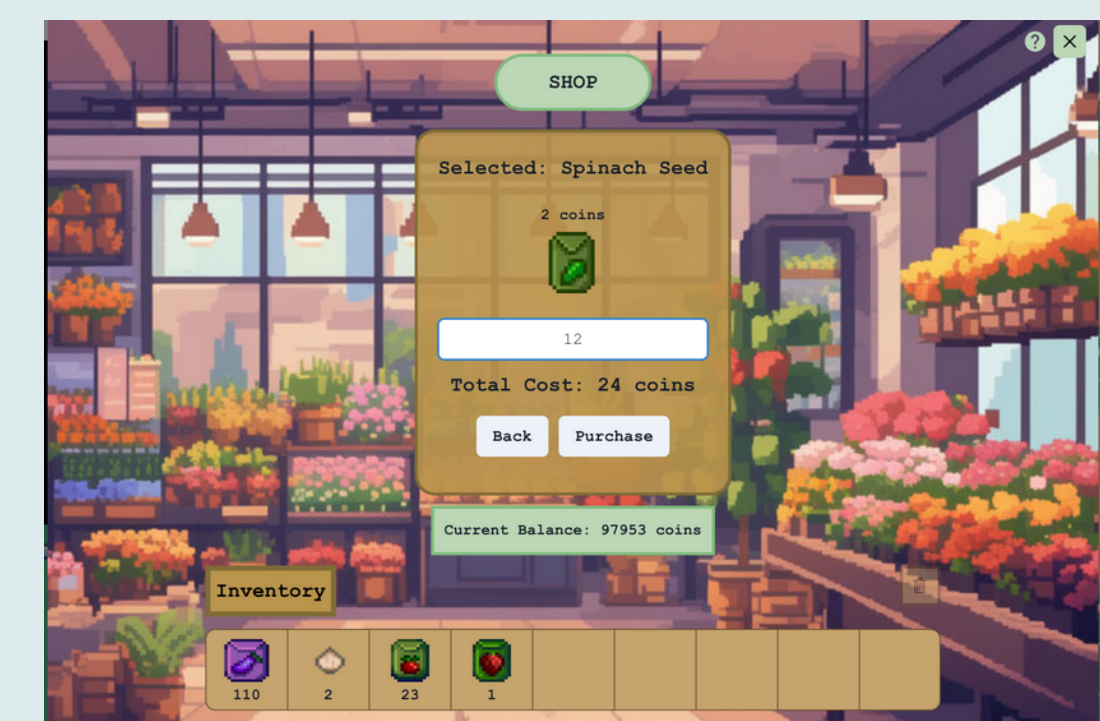 ?
SHOP
Selected: Spinach Seed
2 coins
12
Total Cost: 24 coins
Back
Purchase
Current Balance: 97953 coins
Inventory
110
2
23
1